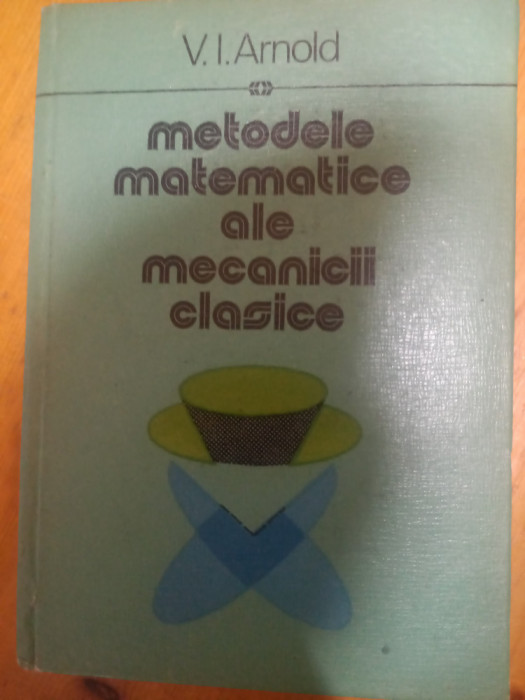 V. I. Arnold
metodele
matematice
ale
mecanicii
clasice